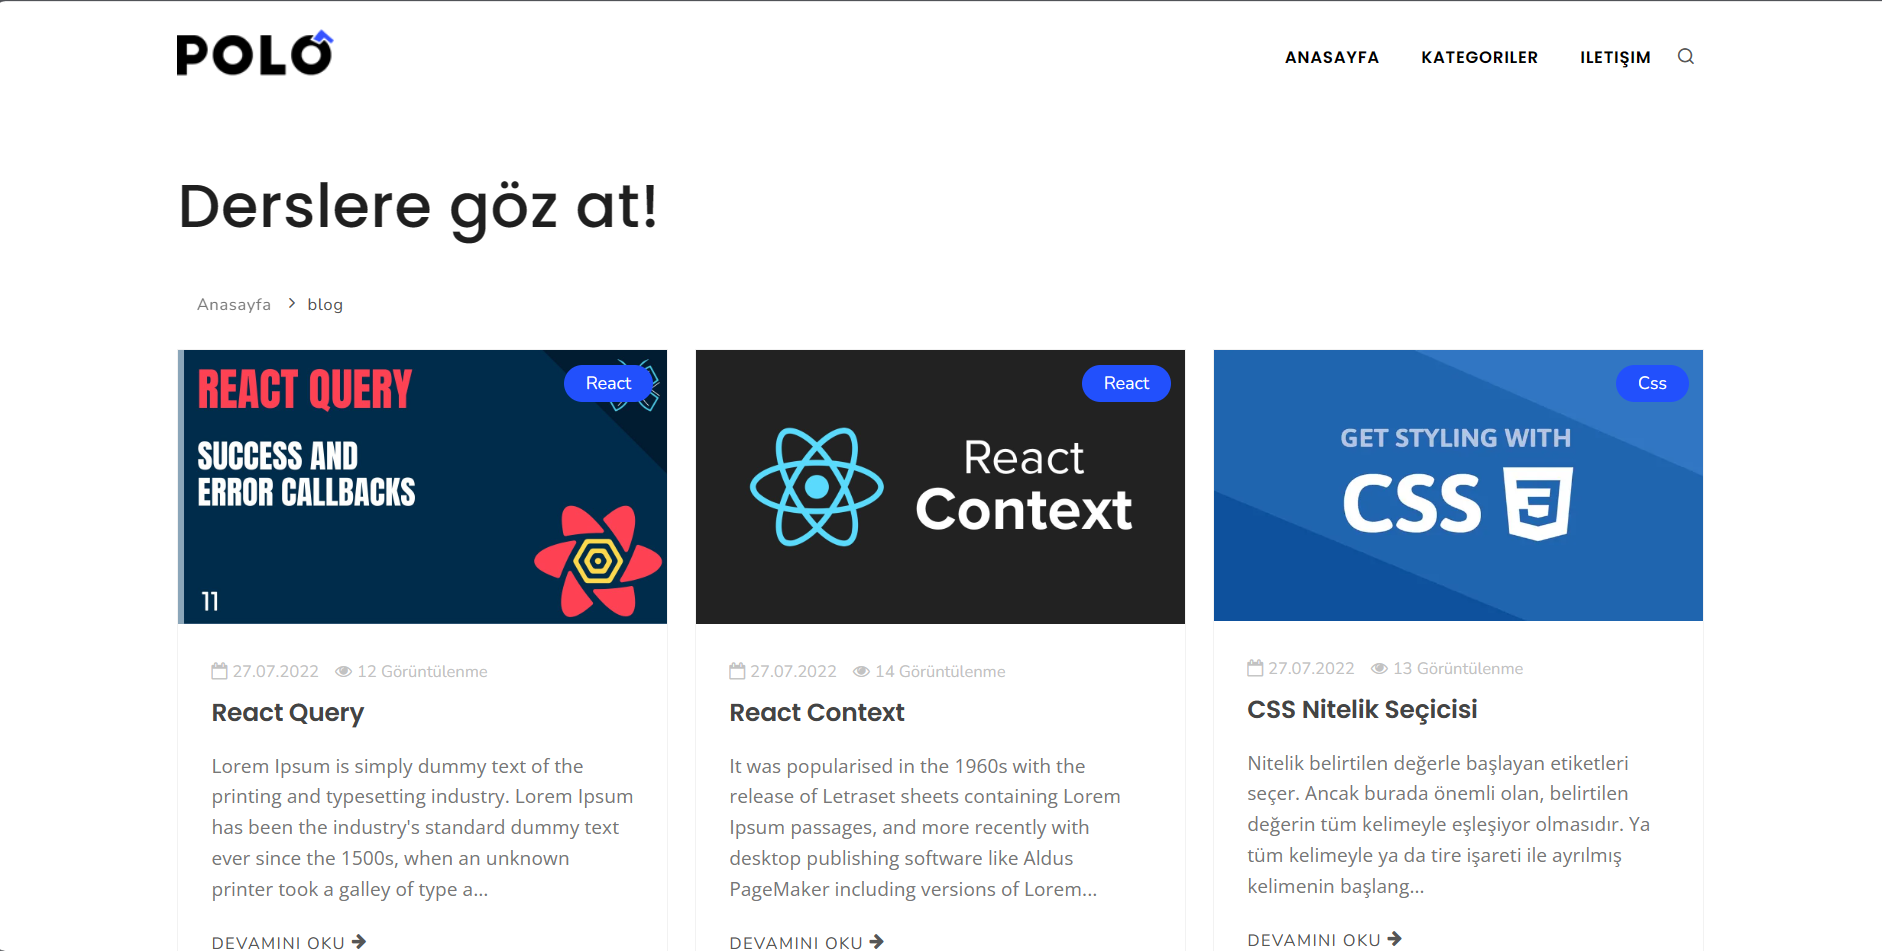 POLO
ANASAYFA KATEGORILER ILETIŞIM
Derslere göz at!
Anasayfa > blog
REACT QUERY
React
SUCCESS AND
ERROR CALLBACKS
11
27.07.2022 12 Görüntülenme
React Query
Lorem Ipsum is simply dummy text of the
printing and typesetting industry. Lorem Ipsum
has been the industry's standard dummy text
ever since the 1500s, when an unknown
printer took a galley of type a...
DEVAMINI OKU
React
React
Context
27.07.2022 14 Görüntülenme
React Context
It was popularised in the 1960s with the
release of Letraset sheets containing Lorem
Ipsum passages, and more recently with
desktop publishing software like Aldus
PageMaker including versions of Lorem...
DEVAMINI OKU
Css
GET STYLING WITH
CSS 3
27.07.2022 13 Görüntülenme
CSS Nitelik Seçicisi
Nitelik belirtilen değerle başlayan etiketleri
seçer. Ancak burada önemli olan, belirtilen
değerin tüm kelimeyle eşleşiyor olmasıdır. Ya
tüm kelimeyle ya da tire işareti ile ayrılmış
kelimenin başlang...
DEVAMINI OKU